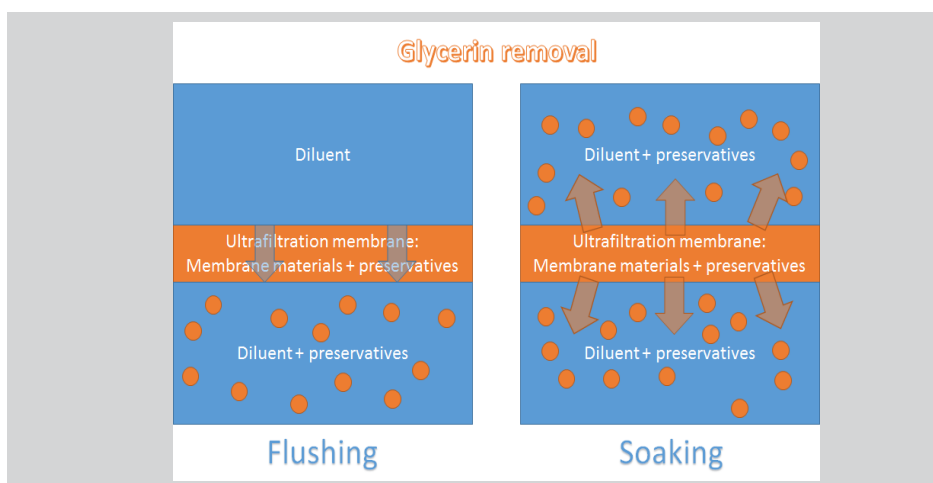 Glycerin removal
Diluent
Ultrafiltration membrane:
Membrane materials + preservatives
Diluent + preservatives
Flushing
Diluent + preservatives
Ultrafiltration membrane:
Membrane materials + preservatives
Diluent + preservatives
Soaking